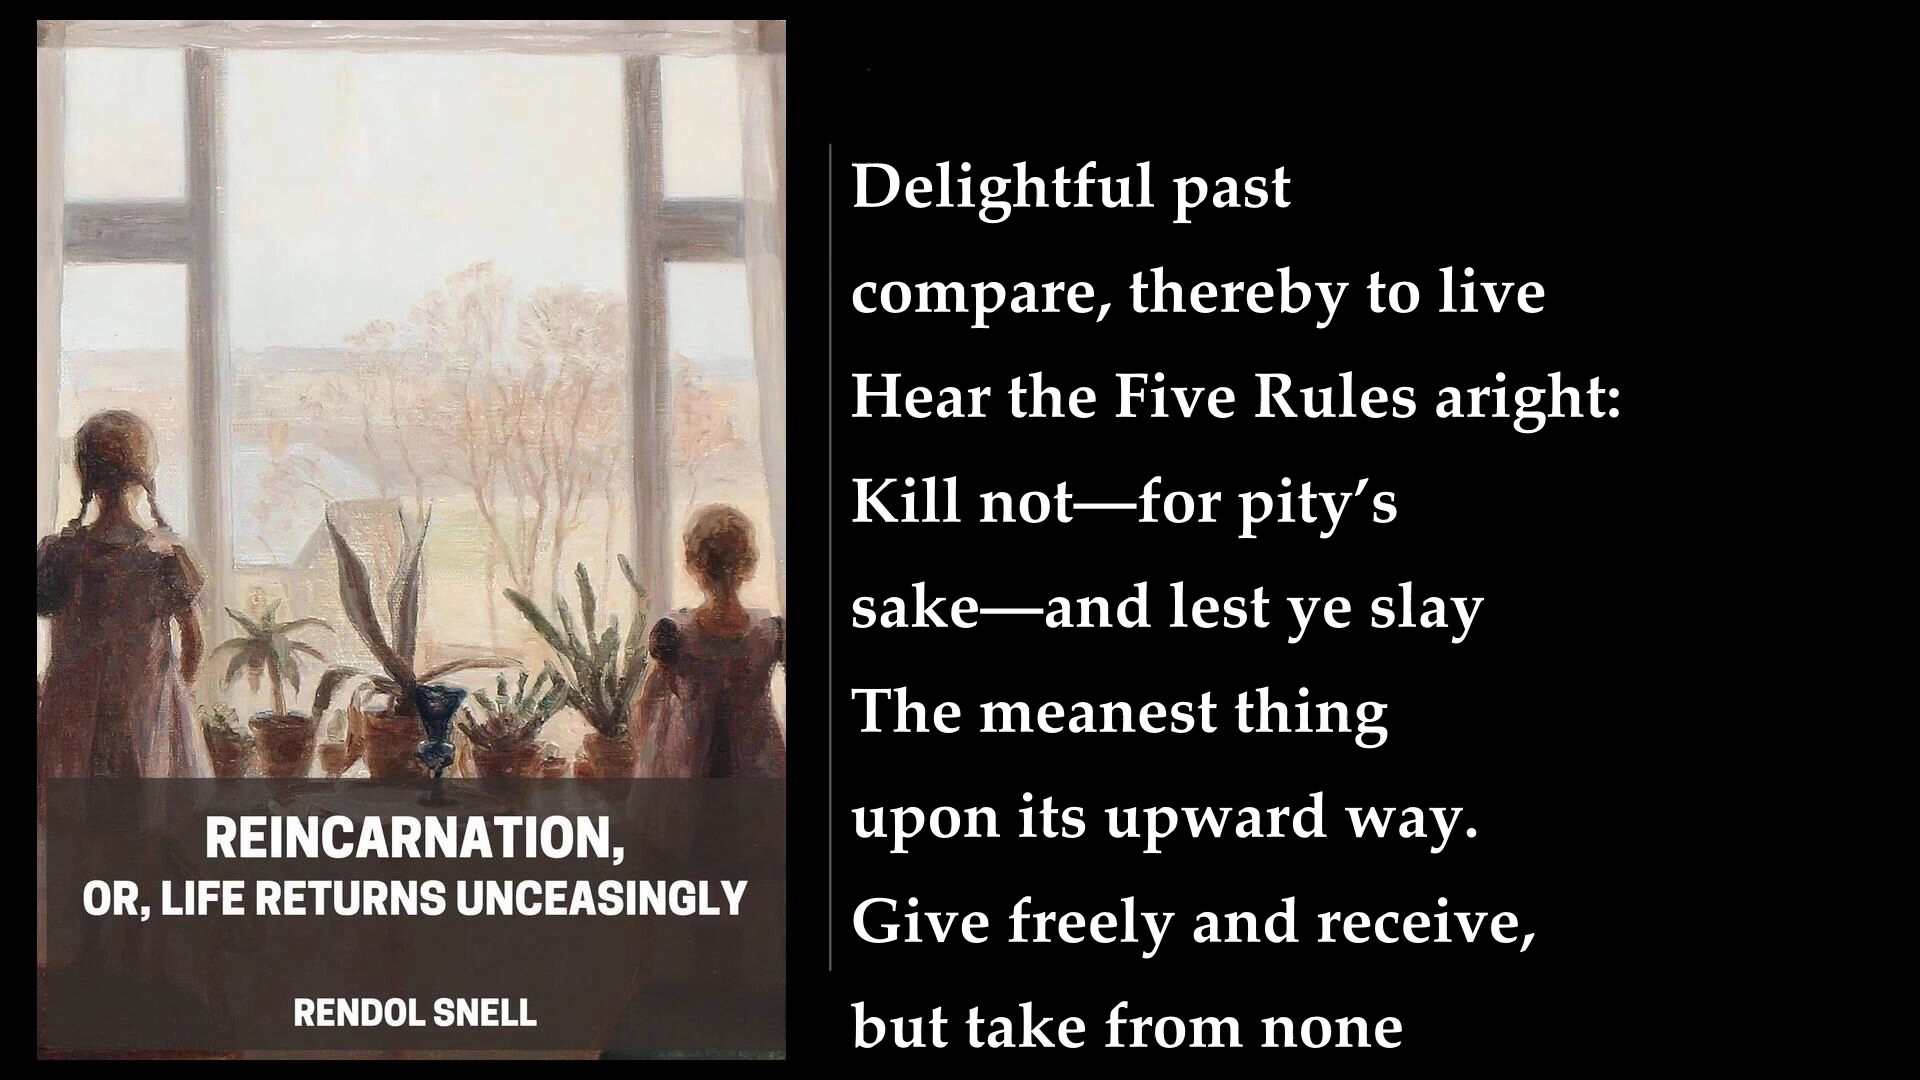 REINCARNATION,
OR, LIFE RETURNS UNCEASINGLY
RENDOL SNELL
Delightful past
compare, thereby to live
Hear the Five Rules aright:
Kill not—for pity’s
sake—and lest ye slay
The meanest thing
upon its upward way.
Give freely and receive,
but take from none